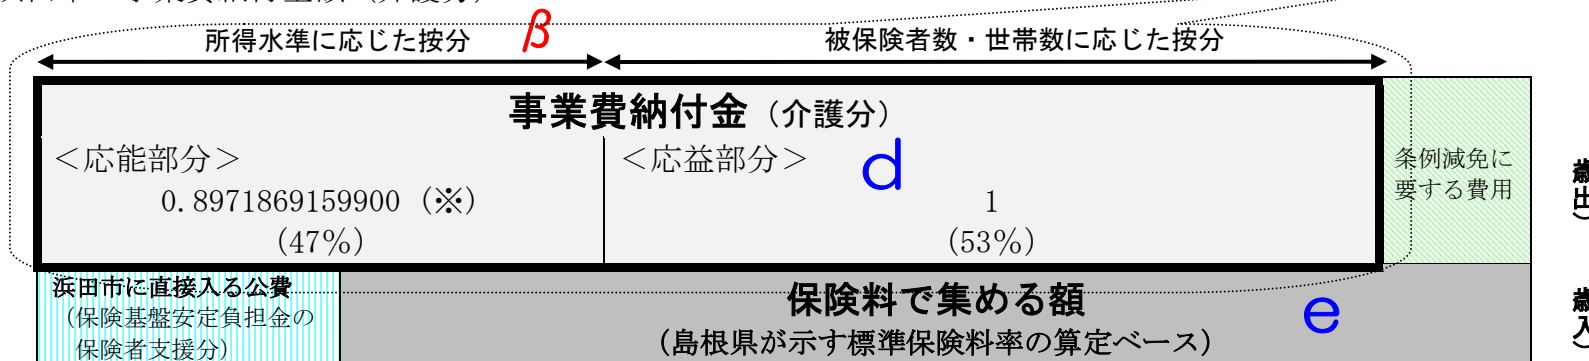 所得水準に応じた按分 β 被保険者数・世帯数に応じた按分
事業費納付金（介護分）
＜応能部分＞ ＜応益部分＞ d
0.8971869159900（※） 1
（47％） （53％）
条例減免に
要する費用
歳出）
浜田市に直接入る公費
（保険基盤安定負担金の
保険者支援分）
保険料で集める額 e
（島根県が示す標準保険料率の算定ベース）